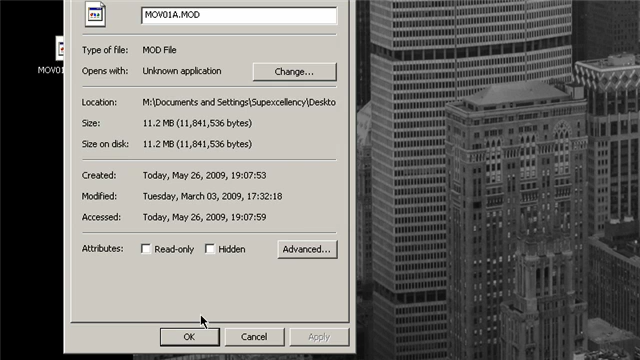 MOV01A.MOD
Type of file: MOD File
Opens with: Unknown application Change...
MOV01
Location: M:\Documents and Settings\Supexcellency\Deskto
Size: 11.2 MB (11,841,536 bytes)
Size on disk: 11.2 MB (11,841,536 bytes)
Created: Today, May 26, 2009, 19:07:53
Modified: Tuesday, March 03, 2009, 17:32:18
Accessed: Today, May 26, 2009, 19:07:59
Attributes: Read-only Hidden Advanced...
OK Cancel Apply